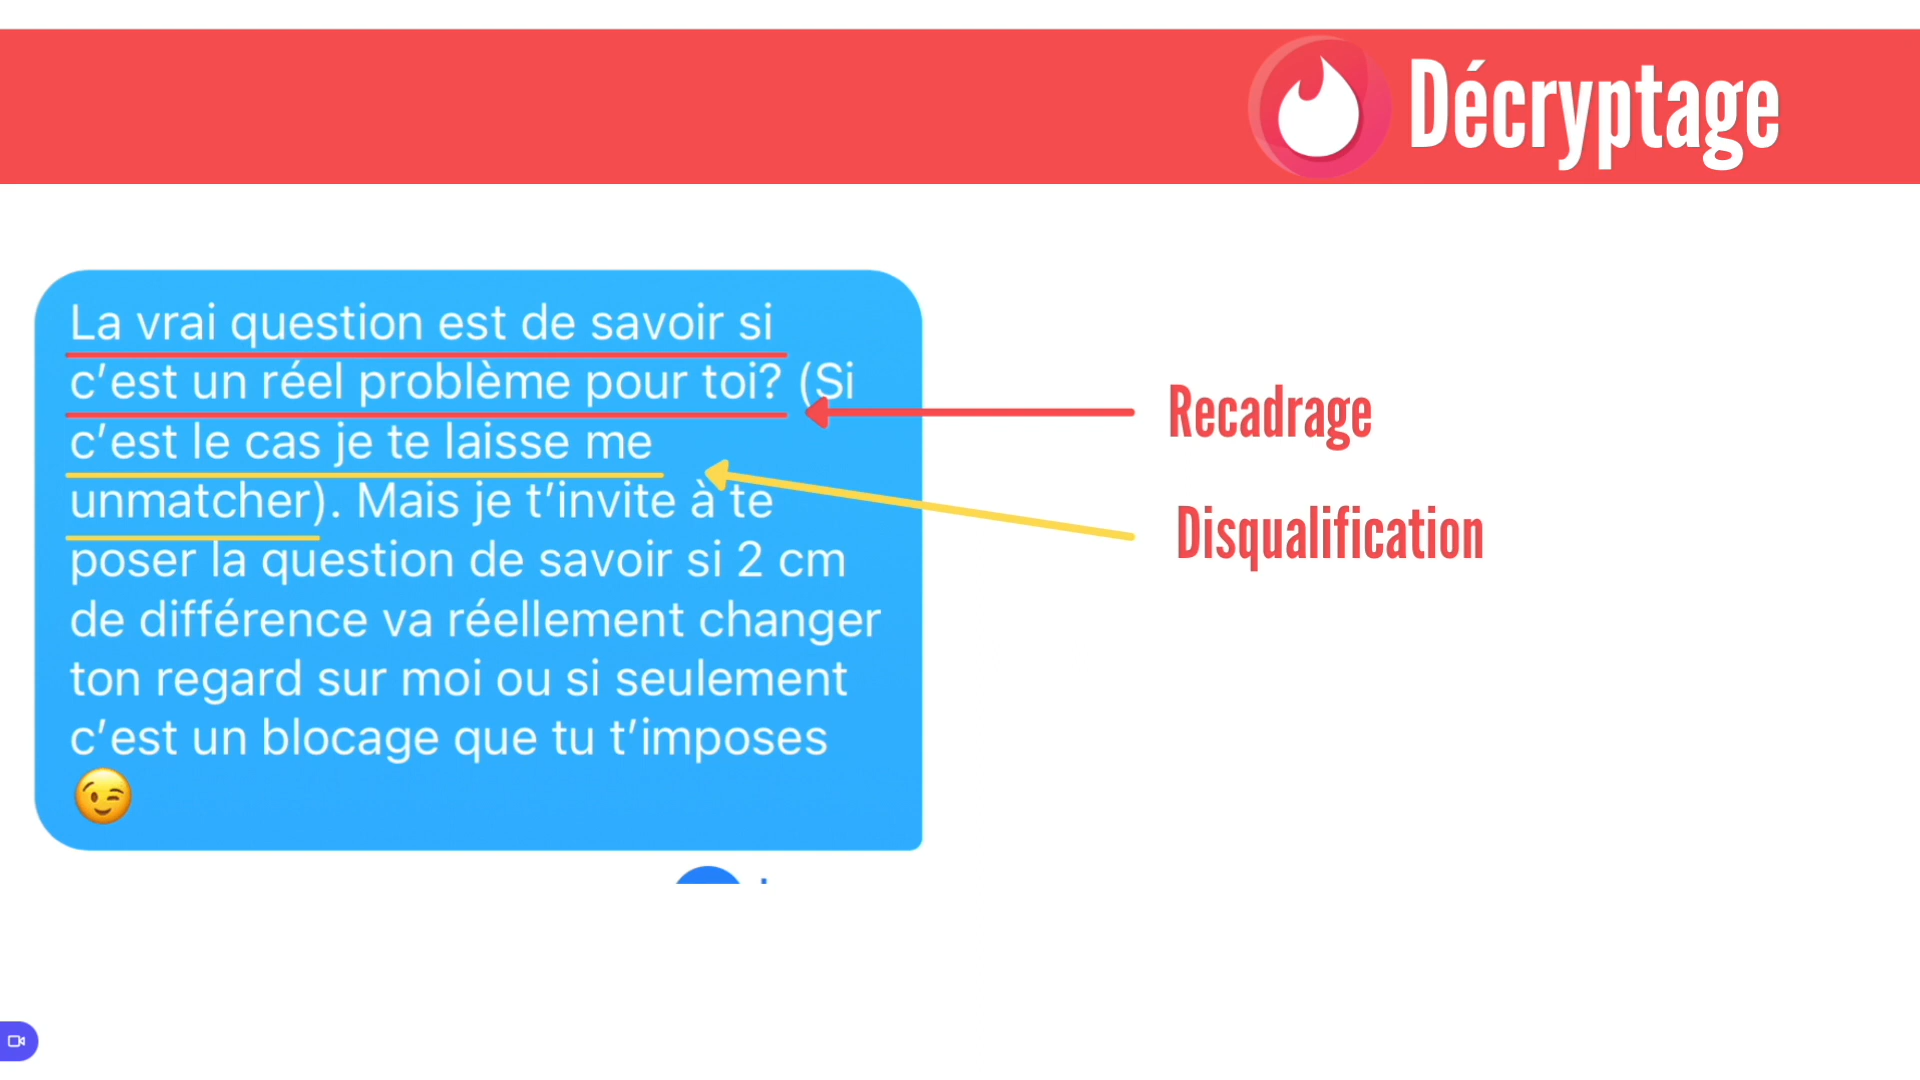 Décryptage
La vrai question est de savoir si
c’est un réel problème pour toi? (Si
c’est le cas je te laisse me
unmatcher). Mais je t’invite à te
poser la question de savoir si 2 cm
de différence va réellement changer
ton regard sur moi ou si seulement
c’est un blocage que tu t’imposes
😉
Recadrage
Disqualification